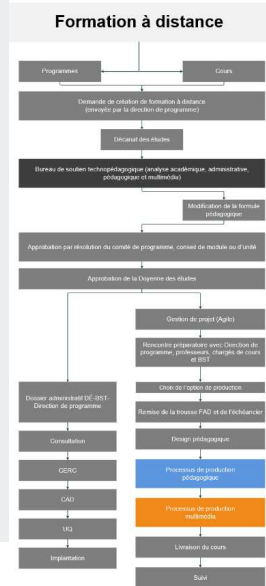 Formation à distance
Programmes
Cours
Demande de création de formation à distance
(envoyée par la direction de programme)
Décanat des études
Bureau de soutien technopédagogique (analyse académique, administrative,
pédagogique et multimédia)
Modification de la formule
pédagogique
Approbation par résolution du comité de programme, conseil de module ou d'unité
Approbation de la Doyenne des études
Gestion de projet (Agile)
Rencontre préparatoire avec Direction de
programme, professeurs, chargés de cours
et BST
Choix de l'option de production
Dossier administratif DÉ-BST-
Direction de programme
Remise de la trousse FAD et de l'échéancier
Consultation
Design pédagogique
GERC
Processus de production
pédagogique
CAD
Processus de production
multimédia
UQ
Livraison du cours
Implantation
Suivi